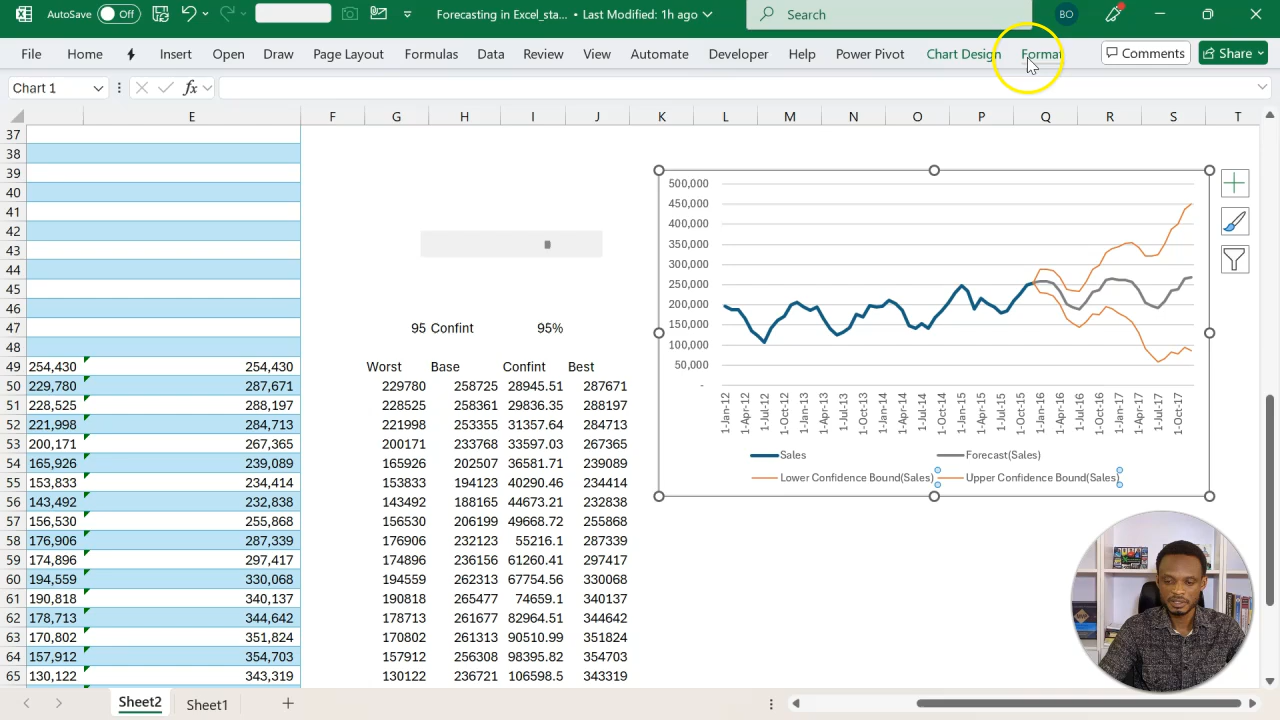 AutoSave Off Forecasting in Excel_sta... • Last Modified: 1h ago Search BO
File Home Insert Open Draw Page Layout Formulas Data Review View Automate Developer Help Power Pivot Chart Design Format Comments Share
Chart 1 fx
E F G H I J K L M N O P Q R S T
37
38
39
40
41
42
43
44
45
46
47 95 Confint 95%
48
49 254,430 254,430 Worst Base Confint Best
50 229,780 287,671 229780 258725 28945.51 287671
51 228,525 288,197 228525 258361 29836.35 288197
52 221,998 284,713 221998 253355 31357.64 284713
53 200,171 267,365 200171 233768 33597.03 267365
54 165,926 239,089 165926 202507 36581.71 239089
55 153,833 234,414 153833 194123 40290.46 234414
56 143,492 232,838 143492 188165 44673.21 232838
57 156,530 255,868 156530 206199 49668.72 255868
58 176,906 287,339 176906 232123 55216.1 287339
59 174,896 297,417 174896 236156 61260.41 297417
60 194,559 330,068 194559 262313 67754.56 330068
61 190,818 340,137 190818 265477 74659.1 340137
62 178,713 344,642 178713 261677 82964.51 344642
63 170,802 351,824 170802 261313 90510.99 351824
64 157,912 354,703 157912 256308 98395.82 354703
65 130,122 343,319 130122 236721 106598.5 343319
500,000
450,000
400,000
350,000
300,000
250,000
200,000
150,000
100,000
50,000
-
1-Jan-12 1-Apr-12 1-Jul-12 1-Oct-12 1-Jan-13 1-Apr-13 1-Jul-13 1-Oct-13 1-Jan-14 1-Apr-14 1-Jul-14 1-Oct-14 1-Jan-15 1-Apr-15 1-Jul-15 1-Oct-15 1-Jan-16 1-Apr-16 1-Jul-16 1-Oct-16 1-Jan-17 1-Apr-17 1-Jul-17 1-Oct-17
Sales Forecast(Sales)
Lower Confidence Bound(Sales) Upper Confidence Bound(Sales)
Sheet2 Sheet1